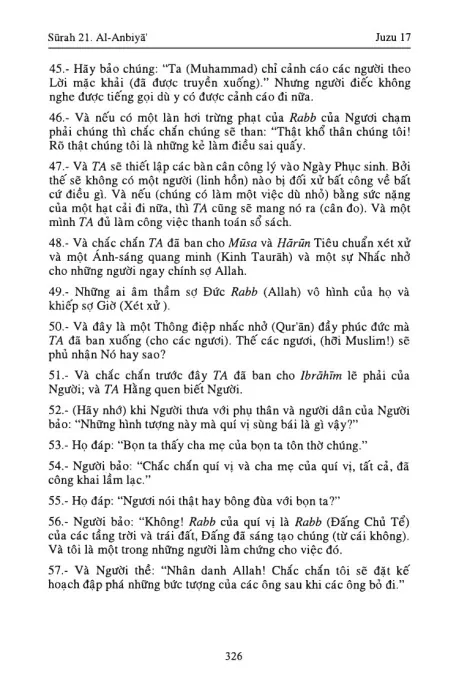 Sūrah 21. Al-Anbiyā' Juzu 17
45.- Hãy bảo chúng: “Ta (Muhammad) chỉ cảnh cáo các người theo
Lời mặc khải (đã được truyền xuống).” Nhưng người điếc không
nghe được tiếng gọi dù y có được cảnh cáo đi nữa.
46.- Và nếu có một làn hơi trừng phạt của Rabb của Ngươi chạm
phải chúng thì chắc chắn chúng sẽ than: “Thật khổ thân chúng tôi!
Rõ thật chúng tôi là những kẻ làm điều sai quấy.
47.- Và TA sẽ thiết lập các bàn cân công lý vào Ngày Phục sinh. Bởi
thế sẽ không có một người (linh hồn) nào bị đối xử bất công về bất
cứ điều gì. Và nếu (chúng có làm một việc dù nhỏ) bằng sức nặng
của một hạt cải đi nữa, thì TA cũng sẽ mang nó ra (cân đo). Và một
mình TA đủ làm công việc thanh toán sổ sách.
48.- Và chắc chắn TA đã ban cho Mūsa và Hārūn Tiêu chuẩn xét xử
và một Ánh-sáng quang minh (Kinh Taurāh) và một sự Nhắc nhở
cho những người ngay chính sợ Allah.
49.- Những ai âm thầm sợ Đức Rabb (Allah) vô hình của họ và
khiếp sợ Giờ (Xét xử ).
50.- Và đây là một Thông điệp nhắc nhở (Qur'ān) đầy phúc đức mà
TA đã ban xuống (cho các ngươi). Thế các ngươi, (hỡi Muslim!) sẽ
phủ nhận Nó hay sao?
51.- Và chắc chắn trước đây TA đã ban cho Ibrāhīm lẽ phải của
Người; và TA Hằng quen biết Người.
52.- (Hãy nhớ) khi Người thưa với phụ thân và người dân của Người
bảo: “Những hình tượng này mà quí vị sùng bái là gì vậy?”
53.- Họ đáp: “Bọn ta thấy cha mẹ của bọn ta tôn thờ chúng.”
54.- Người bảo: “Chắc chắn quí vị và cha mẹ của quí vị, tất cả, đã
công khai lầm lạc.”
55.- Họ đáp: “Ngươi nói thật hay bông đùa với bọn ta?”
56.- Người bảo: “Không! Rabb của quí vị là Rabb (Đấng Chủ Tể)
của các tầng trời và trái đất, Đấng đã sáng tạo chúng (từ cái không).
Và tôi là một trong những người làm chứng cho việc đó.
57.- Và Người thề: “Nhân danh Allah! Chắc chắn tôi sẽ đặt kế
hoạch đập phá những bức tượng của các ông sau khi các ông bỏ đi.”
326